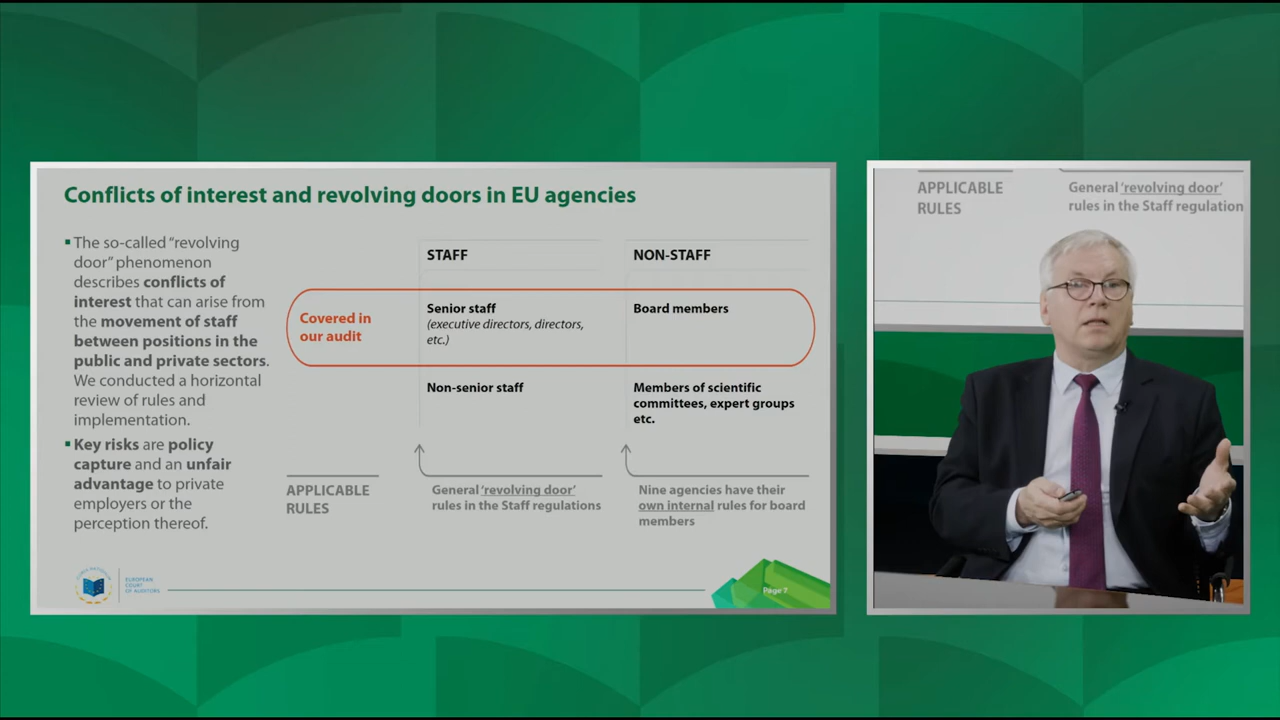 Conflicts of interest and revolving doors in EU agencies
▪ The so-called “revolving
door” phenomenon
describes conflicts of
interest that can arise from
the movement of staff
between positions in the
public and private sectors.
We conducted a horizontal
review of rules and
implementation.
▪ Key risks are policy
capture and an unfair
advantage to private
employers or the
perception thereof.
STAFF
NON-STAFF
Covered in
our audit
Senior staff
(executive directors, directors,
etc.)
Board members
Non-senior staff
Members of scientific
committees, expert groups
etc.
APPLICABLE
RULES
General ‘revolving door’
rules in the Staff regulations
Nine agencies have their
own internal rules for board
members
EUROPEAN
COURT
OF AUDITORS
Page 7
APPLICABLE
RULES
General ‘revolving door’
rules in the Staff regulation